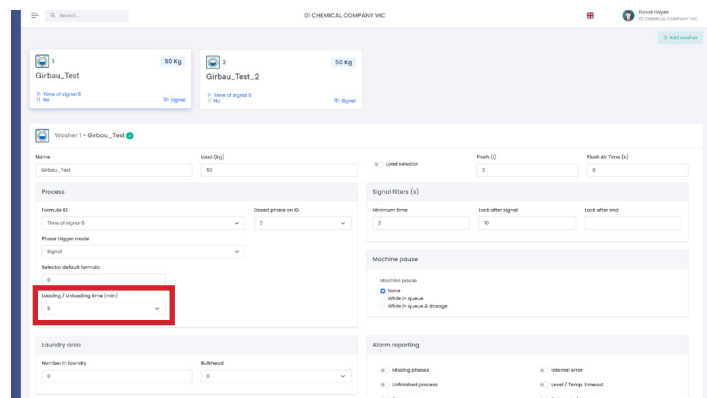 Search...
01 CHEMICAL COMPANY VIC
David Hayes
01 CHEMICAL COMPANY VIC
Add washer
1
50 Kg
Girbau_Test
Time of signal 8
No
Signal
2
50 Kg
Girbau_Test_2
Time of signal 8
No
Signal
Washer 1 - Girbau_Test
Name
Load (kg)
Load selector
Flush (l)
Flush Air Time (s)
Girbau_Test
50
2
0
Process
Signal filters (s)
Formula ID
Dosed phase on ID
Minimum time
Lock after signal
Lock after end
Time of signal 8
0
2
10
Phase trigger mode
Signal
Machine pause
Selector default formula
0
Machine pause
None
While in queue
While in queue & dosage
Loading / Unloading time (min)
5
Laundry area
Alarm reporting
Number in laundry
Bulkhead
0
0
Missing phases
Internal error
Unfinished process
Level / Temp. timeout